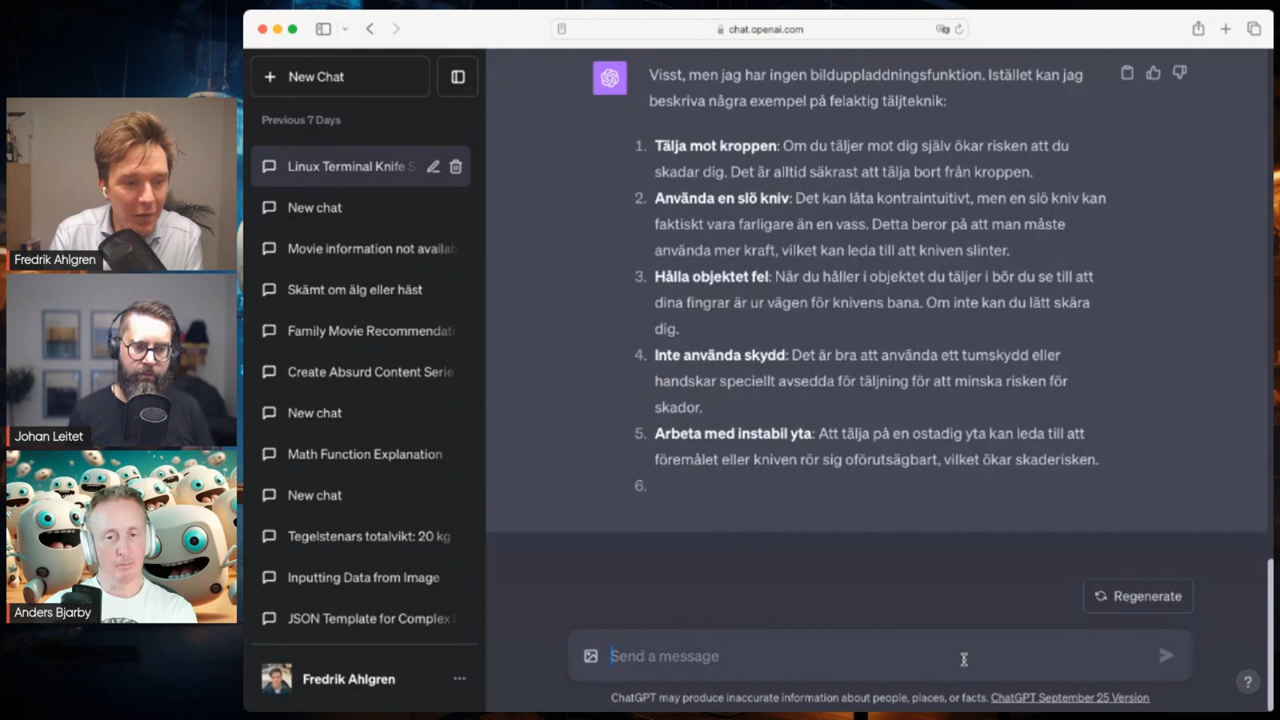 chat.openai.com
New Chat
Previous 7 Days
Linux Terminal Knife S
New chat
Movie information not availab
Skämt om älg eller häst
Family Movie Recommendati
Create Absurd Content Serie
New chat
Math Function Explanation
New chat
Tegelstenars totalvikt: 20 kg
Inputting Data from Image
JSON Template for Complex
Fredrik Ahlgren
Visst, men jag har ingen bilduppladdningsfunktion. Istället kan jag
beskriva några exempel på felaktig täljteknik:
1. Tälja mot kroppen: Om du täljer mot dig själv ökar risken att du
skadar dig. Det är alltid säkrast att tälja bort från kroppen.
2. Använda en slö kniv: Det kan låta kontraintuitivt, men en slö kniv kan
faktiskt vara farligare än en vass. Detta beror på att man måste
använda mer kraft, vilket kan leda till att kniven slinter.
3. Hålla objektet fel: När du håller i objektet du täljer i bör du se till att
dina fingrar är ur vägen för knivens bana. Om inte kan du lätt skära
dig.
4. Inte använda skydd: Det är bra att använda ett tumskydd eller
handskar speciellt avsedda för täljning för att minska risken för
skador.
5. Arbeta med instabil yta: Att tälja på en ostadig yta kan leda till att
föremålet eller kniven rör sig oförutsägbart, vilket ökar skaderisken.
6.
Regenerate
Send a message
ChatGPT may produce inaccurate information about people, places, or facts. ChatGPT September 25 Version
?
Fredrik Ahlgren
Johan Leitet
Anders Bjarby